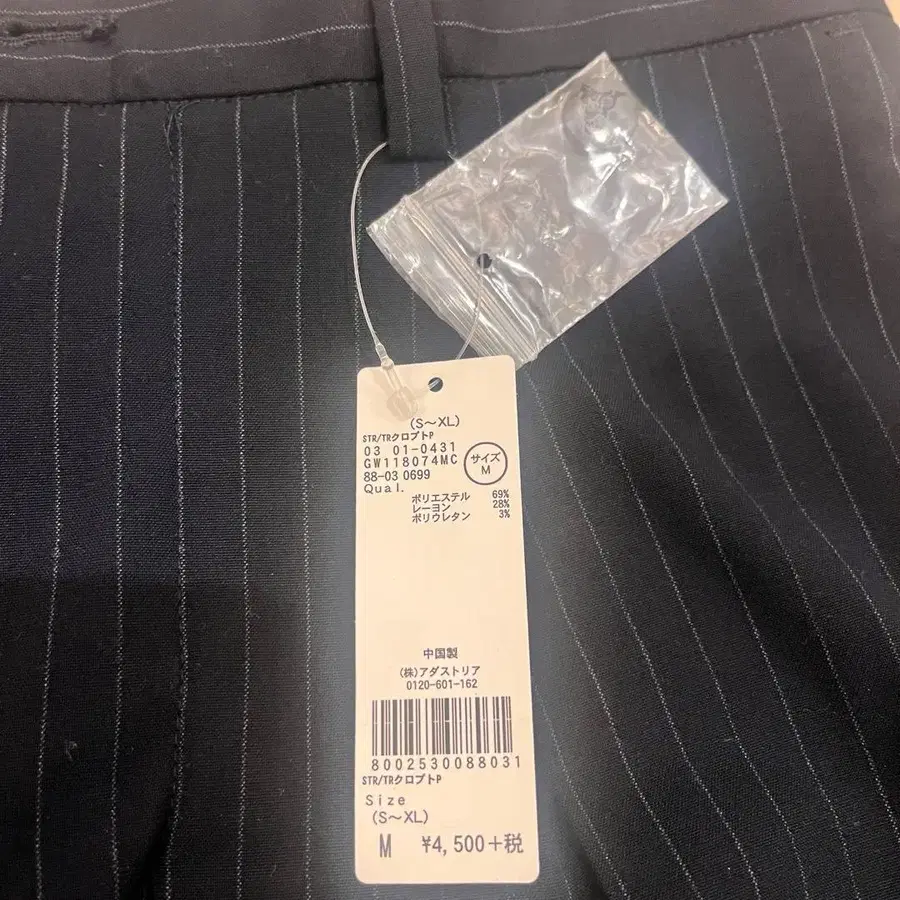 (S～XL)
STR/TRクロプトP
03 01-0431
GW118074MC
サイズ
M
88-03 0699
Qual.
ポリエステル 69%
レーヨン 28%
ポリウレタン 3%
中国製
(株)アダストリア
0120-601-162
8002530088031
STR/TRクロプトP
Size
(S～XL)
M ¥4,500+税